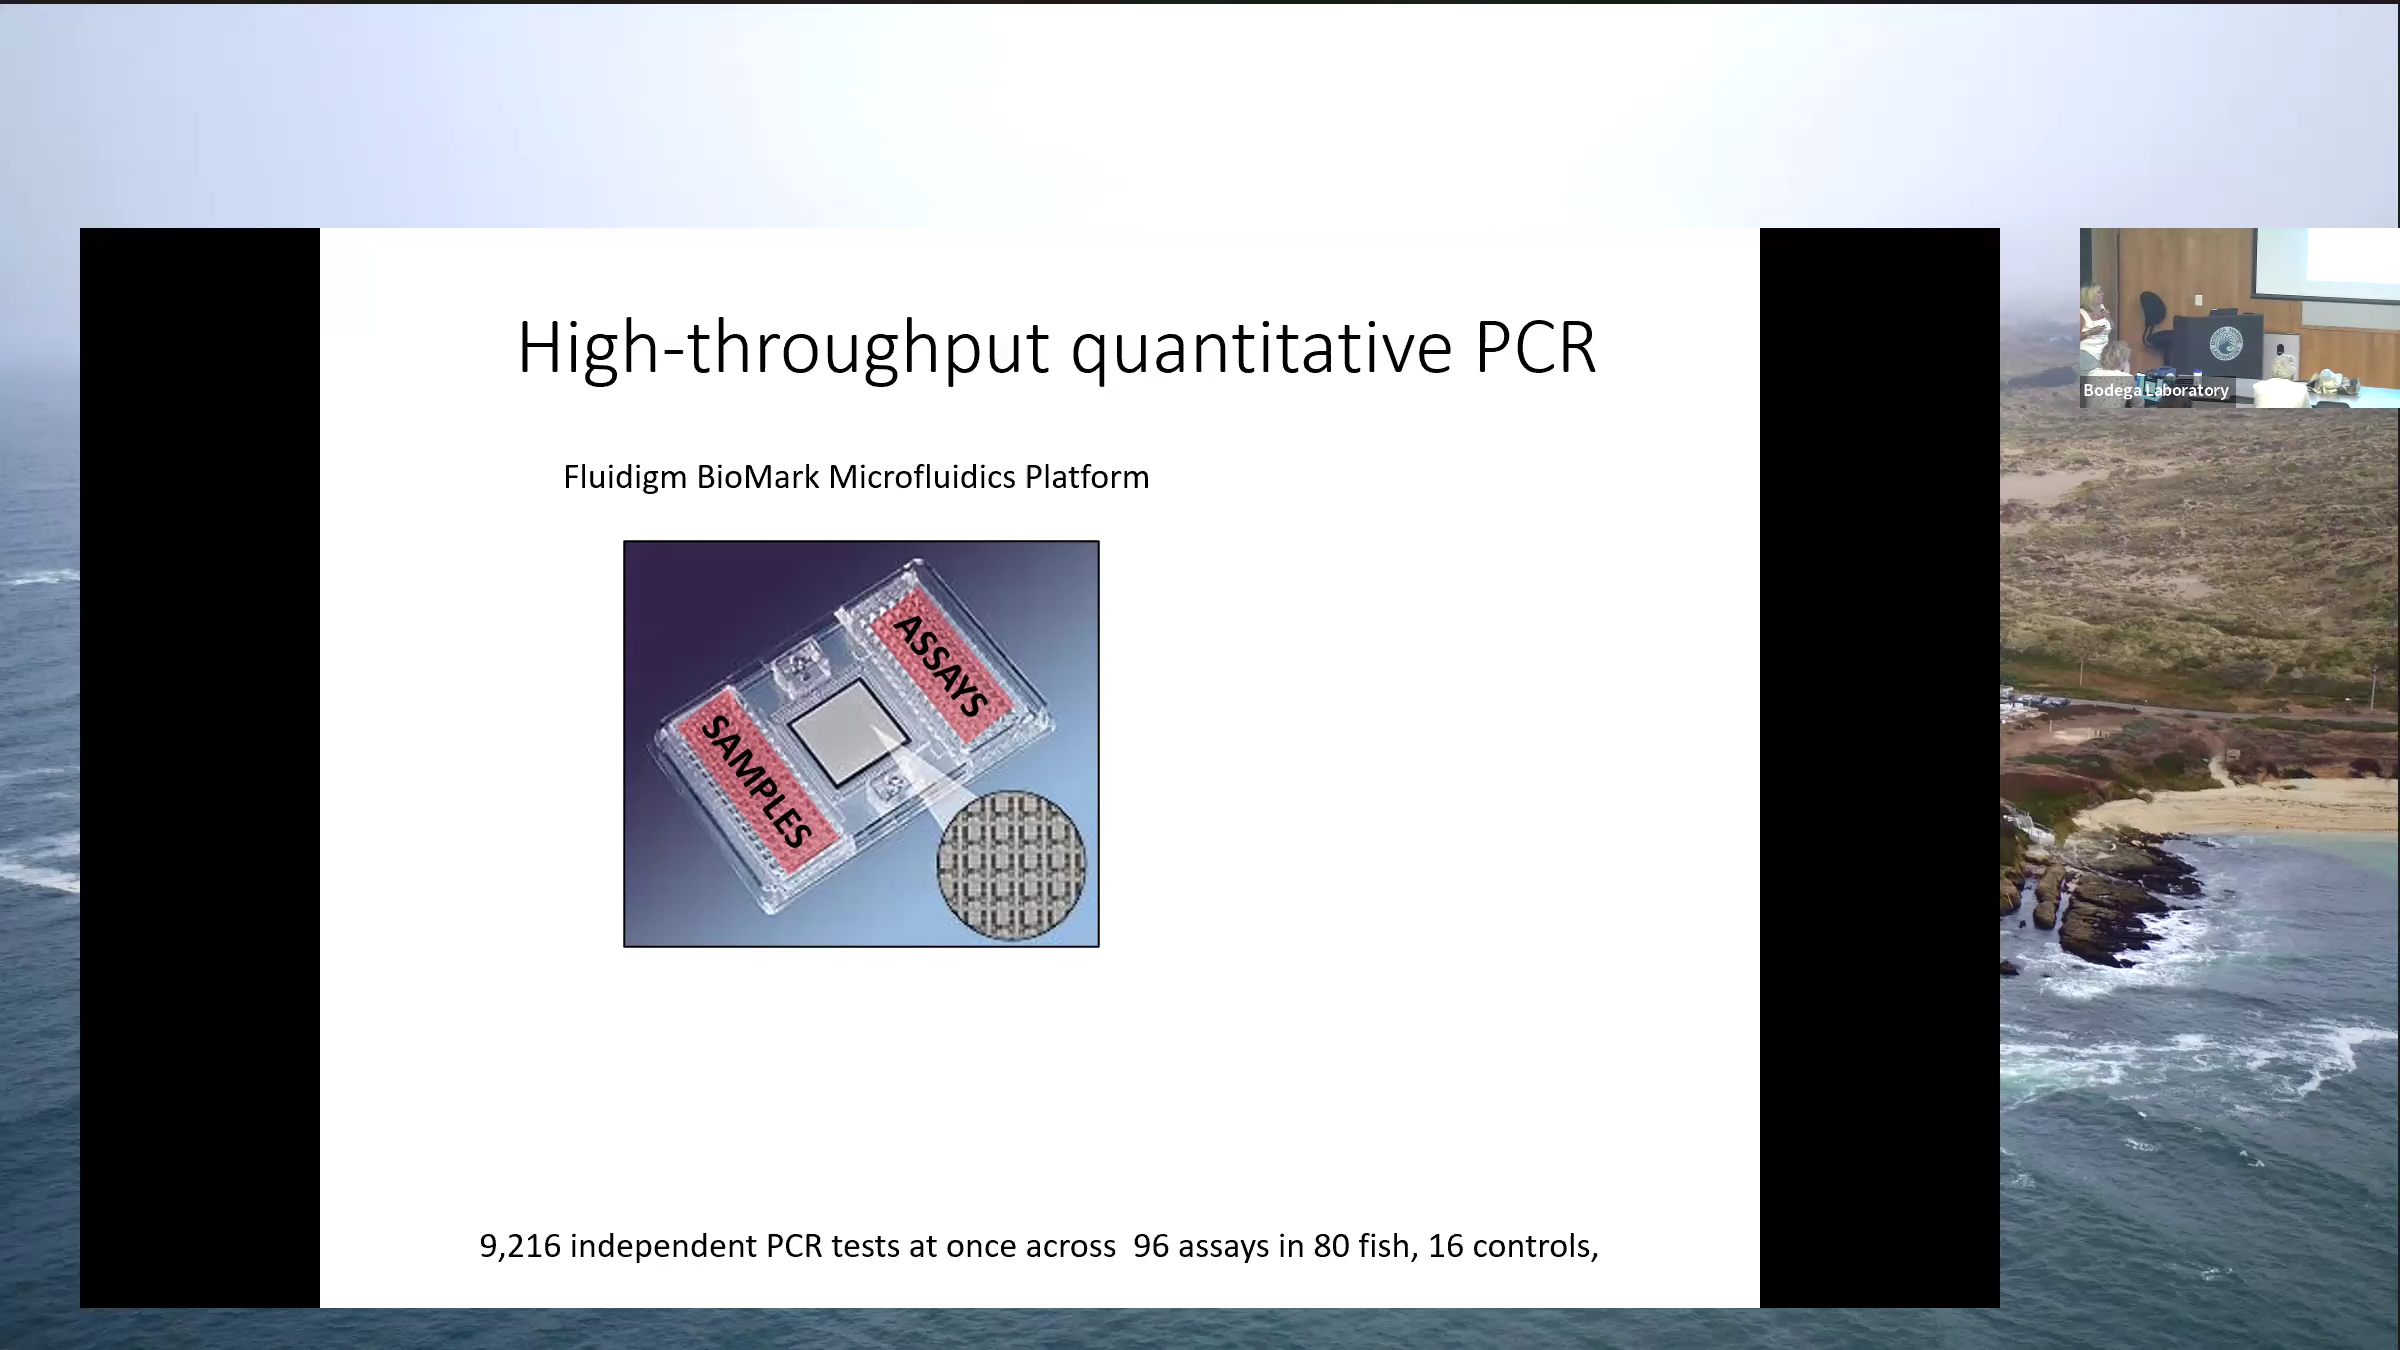 High-throughput quantitative PCR
Fluidigm BioMark Microfluidics Platform
ASSAYS
SAMPLES
9,216 independent PCR tests at once across  96 assays in 80 fish, 16 controls,
Bodega Laboratory